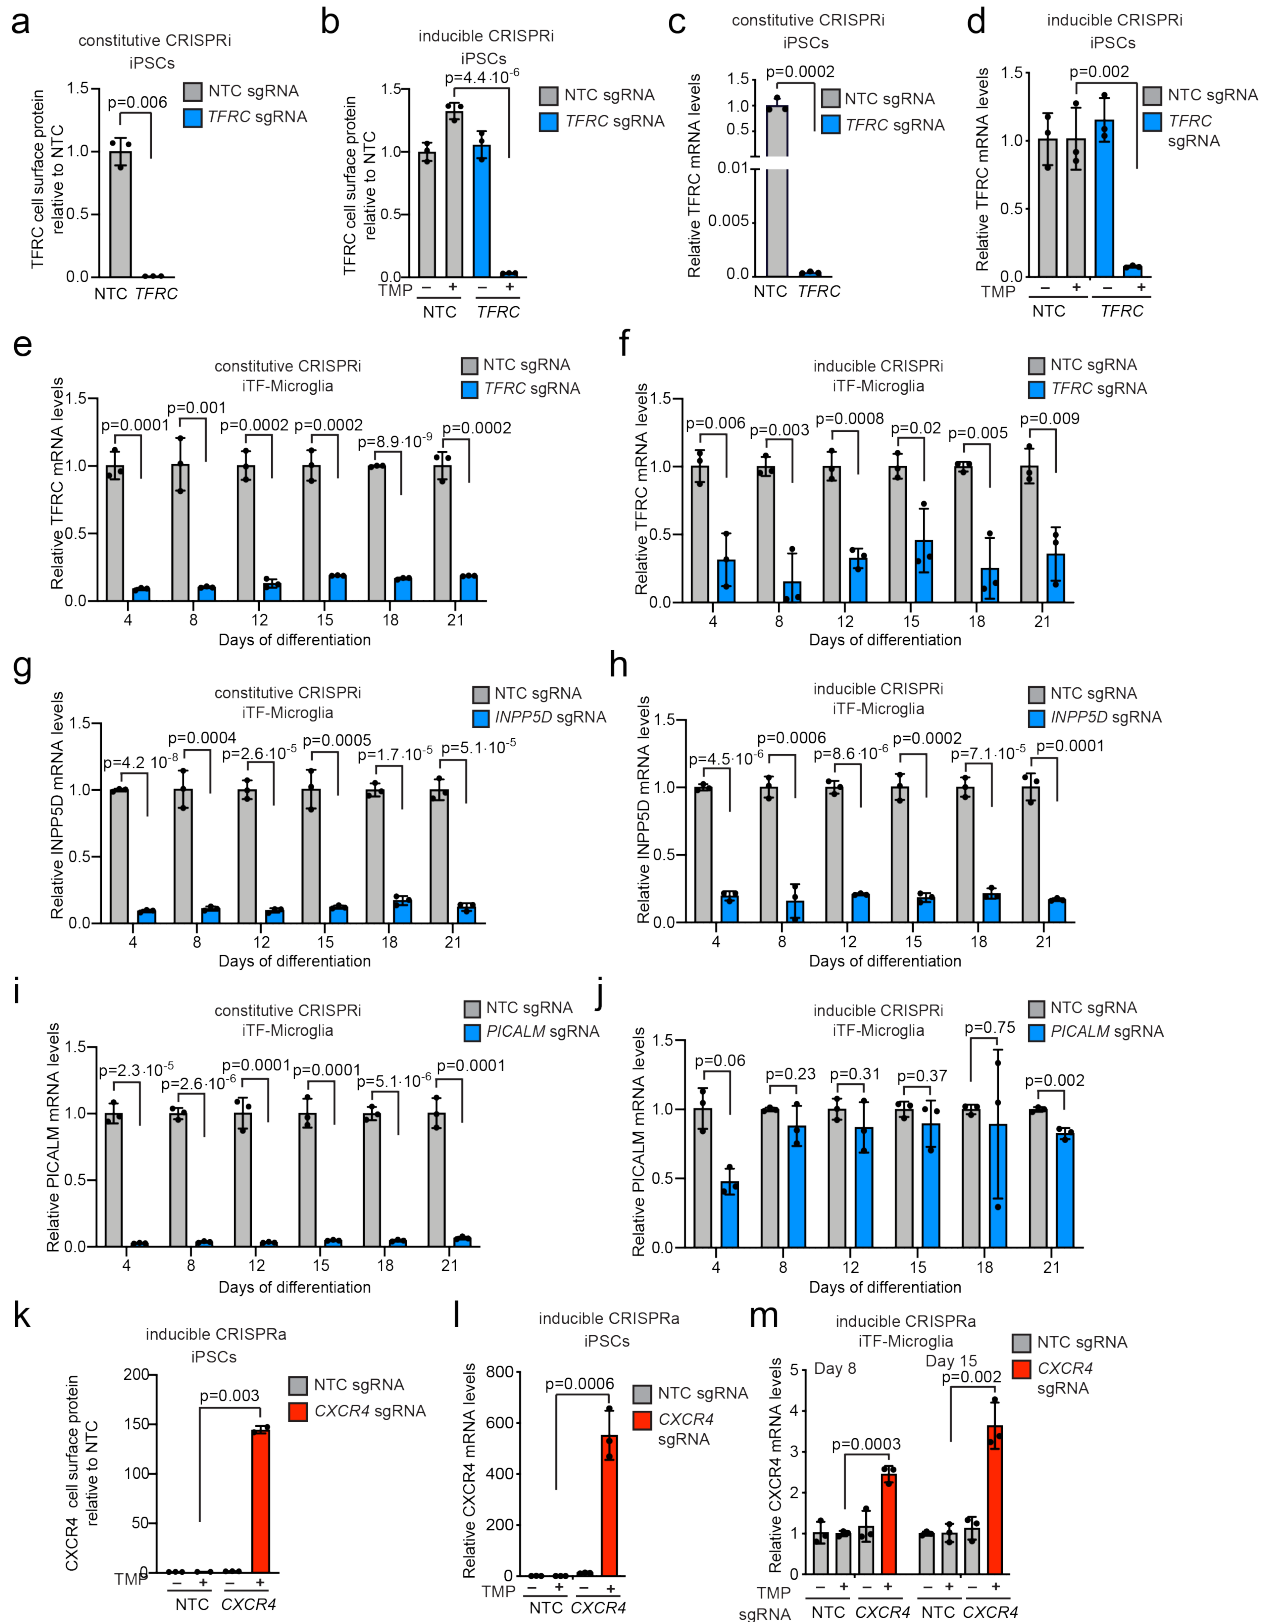 a
constitutive CRISPRi
iPSCs
TFRC cell surface protein
relative to NTC
1.5
1.0
0.5
0.0
p=0.006
NTC sgRNA
TFRC sgRNA
NTC TFRC
b
inducible CRISPRi
iPSCs
TFRC cell surface protein
relative to NTC
1.5
1.0
0.5
0.0
p=4.4·10-6
NTC sgRNA
TFRC sgRNA
TMP – + – +
NTC TFRC
c
constitutive CRISPRi
iPSCs
Relative TFRC mRNA levels
1.5
1.0
0.5
0.01
0.005
0.0
p=0.0002
NTC sgRNA
TFRC sgRNA
NTC TFRC
d
inducible CRISPRi
iPSCs
Relative TFRC mRNA levels
1.5
1.0
0.5
0.0
p=0.002
NTC sgRNA
TFRC
sgRNA
TMP – + – +
NTC TFRC
e
constitutive CRISPRi
iTF-Microglia
NTC sgRNA
TFRC sgRNA
Relative TFRC mRNA levels
1.5
1.0
0.5
0.0
p=0.0001 p=0.001 p=0.0002 p=0.0002 p=8.9·10-9 p=0.0002
4 8 12 15 18 21
Days of differentiation
f
inducible CRISPRi
iTF-Microglia
NTC sgRNA
TFRC sgRNA
Relative TFRC mRNA levels
1.5
1.0
0.5
0.0
p=0.006 p=0.003 p=0.0008 p=0.02 p=0.005 p=0.009
4 8 12 15 18 21
Days of differentiation
g
constitutive CRISPRi
iTF-Microglia
NTC sgRNA
INPP5D sgRNA
Relative INPP5D mRNA levels
1.5
1.0
0.5
0.0
p=4.2·10-8 p=0.0004 p=2.6·10-5 p=0.0005 p=1.7·10-5 p=5.1·10-5
4 8 12 15 18 21
Days of differentiation
h
inducible CRISPRi
iTF-Microglia
NTC sgRNA
INPP5D sgRNA
Relative INPP5D mRNA levels
1.5
1.0
0.5
0.0
p=4.5·10-6 p=0.0006 p=8.6·10-6 p=0.0002 p=7.1·10-5 p=0.0001
4 8 12 15 18 21
Days of differentiation
i
constitutive CRISPRi
iTF-Microglia
NTC sgRNA
PICALM sgRNA
Relative PICALM mRNA levels
1.5
1.0
0.5
0.0
p=2.3·10-5 p=2.6·10-6 p=0.0001 p=0.0001 p=5.1·10-6 p=0.0001
4 8 12 15 18 21
Days of differentiation
j
inducible CRISPRi
iTF-Microglia
NTC sgRNA
PICALM sgRNA
Relative PICALM mRNA levels
1.5
1.0
0.5
0.0
p=0.06 p=0.23 p=0.31 p=0.37 p=0.75 p=0.002
4 8 12 15 18 21
Days of differentiation
k
inducible CRISPRa
iPSCs
CXCR4 cell surface protein
relative to NTC
200
150
100
50
0
p=0.003
NTC sgRNA
CXCR4 sgRNA
TMP – + – +
NTC CXCR4
l
inducible CRISPRa
iPSCs
Relative CXCR4 mRNA levels
800
600
400
200
0
p=0.0006
NTC sgRNA
CXCR4
sgRNA
TMP – + – +
NTC CXCR4
m
inducible CRISPRa
iTF-Microglia
NTC sgRNA
CXCR4
sgRNA
Relative CXCR4 mRNA levels
5
4
3
2
1
0
Day 8 Day 15
p=0.0003 p=0.002
TMP – + – + – + – +
sgRNA NTC CXCR4 NTC CXCR4